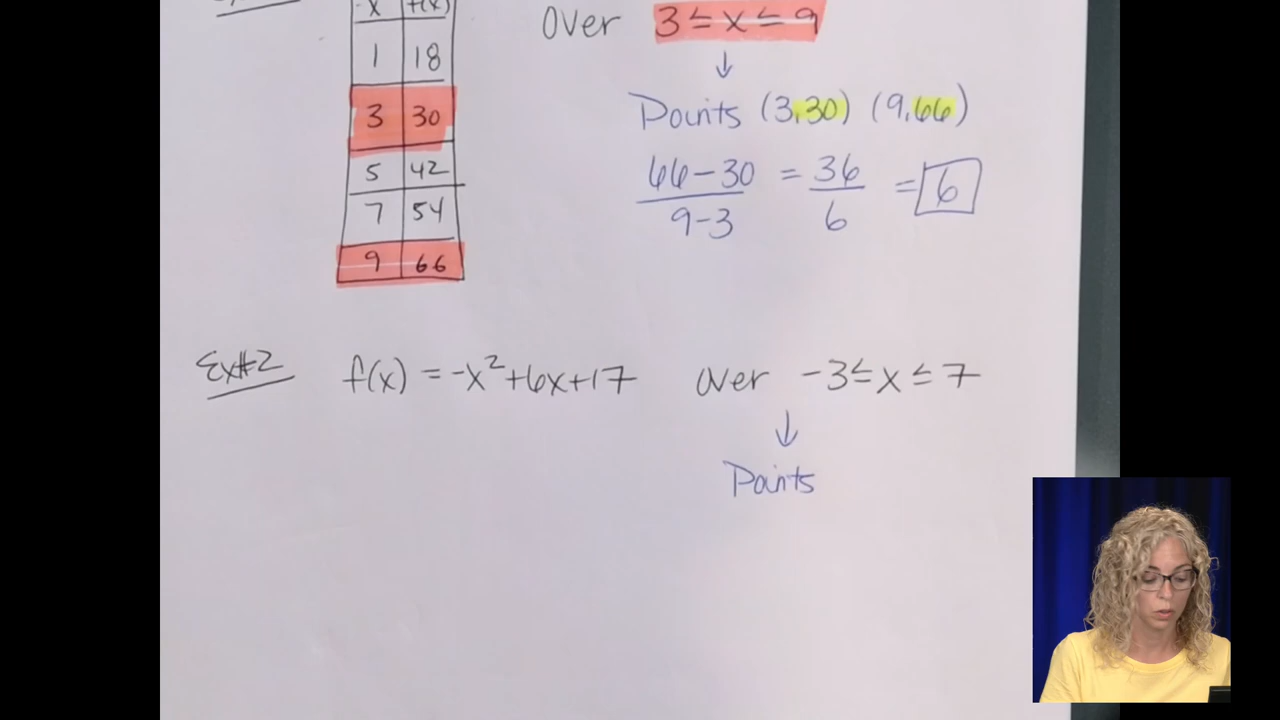 x f(x)
1 18
3 30
5 42
7 54
9 66
Over 3 ≤ x ≤ 9
↓
Points (3,30) (9,66)
66-30 / 9-3 = 36 / 6 = 6
Ex#2 f(x) = -x²+6x+17 over -3 ≤ x ≤ 7
↓
Points